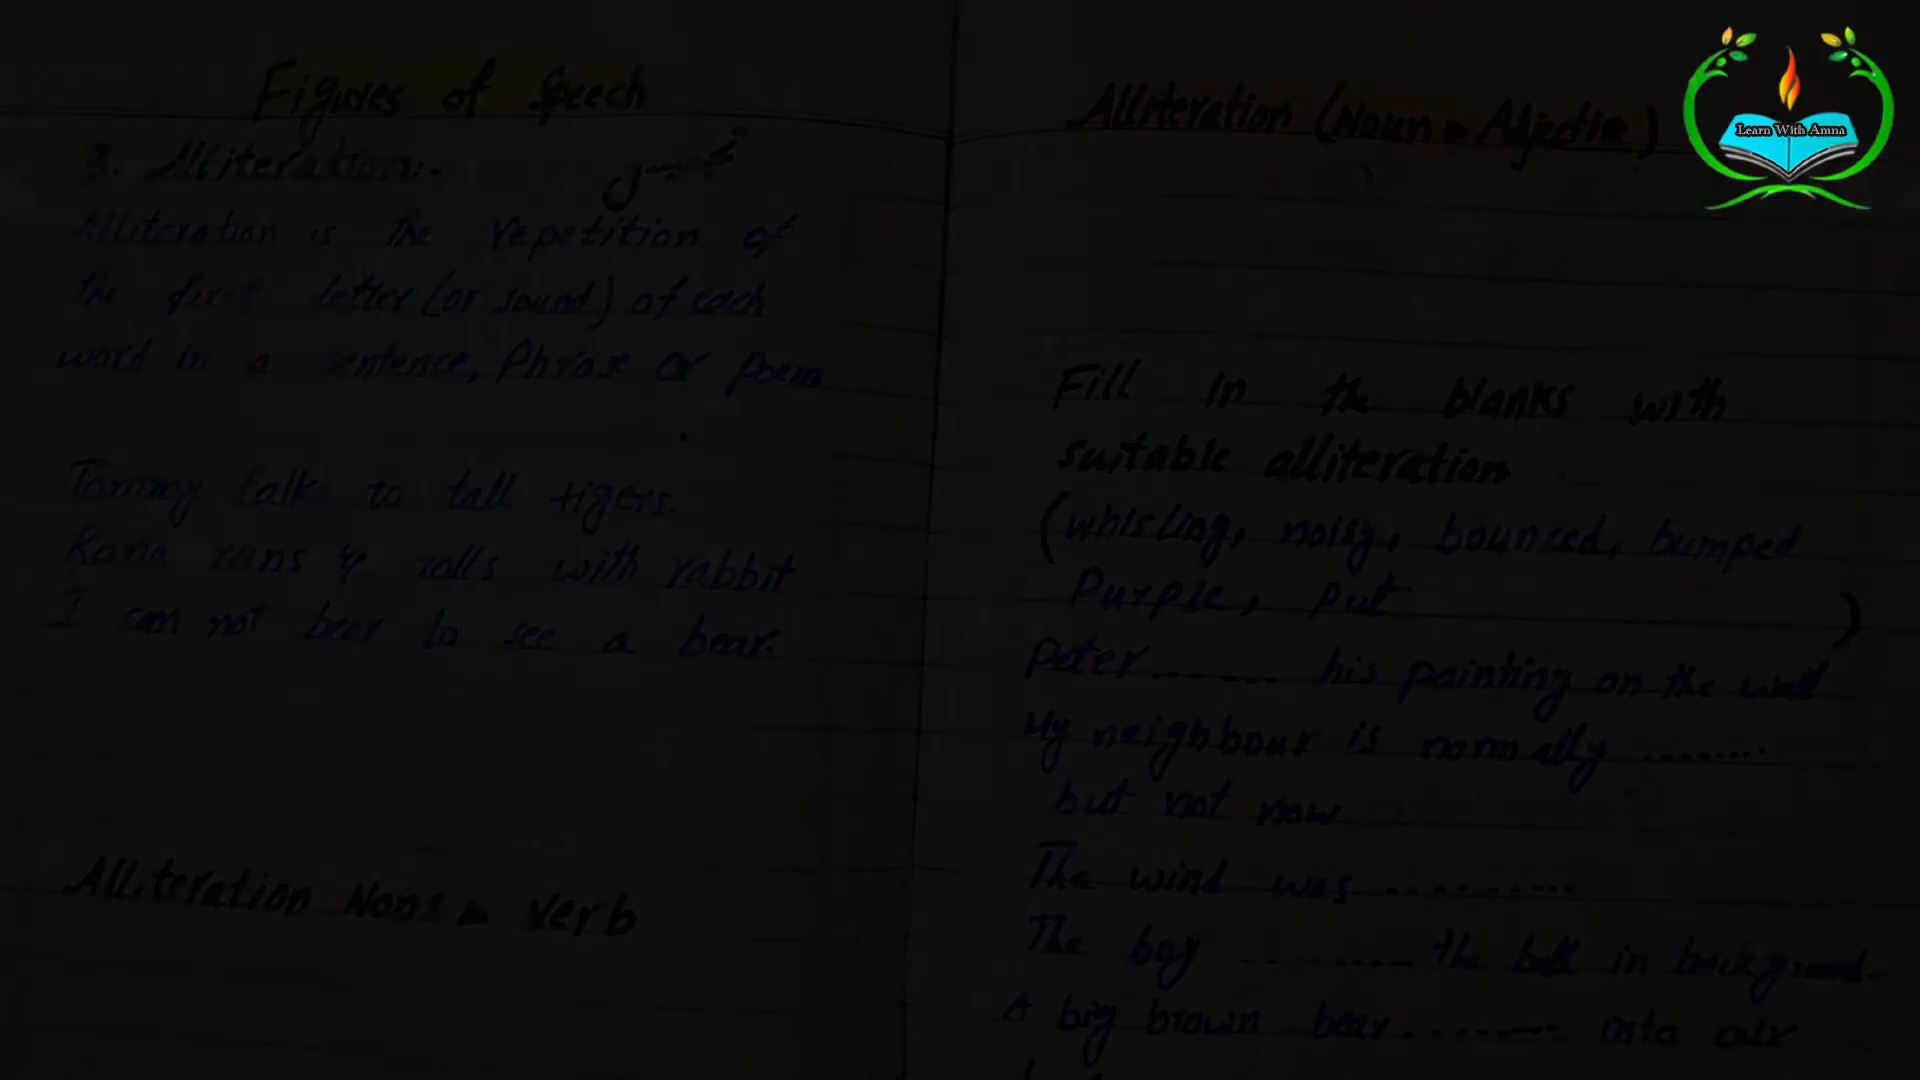 Figures of Speech
3. Alliteration:-
Alliteration is the repetition of
the first letter (or sound) of each
word in a sentence, Phrase or Poem
Tommy talks to tall tigers.
Rana runs & rolls with rabbit
I can not bear to see a bear.
Alliteration Nons verb
Alliteration (Noun Adjective)
Learn With Amna
Fill in the blanks with
suitable alliteration
(whistling, noisy, bounced, bumped
Purple, put )
Peter ....... his painting on the wall
My neighbour is normally ........
but not now
The wind was ..........
The boy .......... the ball in background.
A big brown bear ......... into our